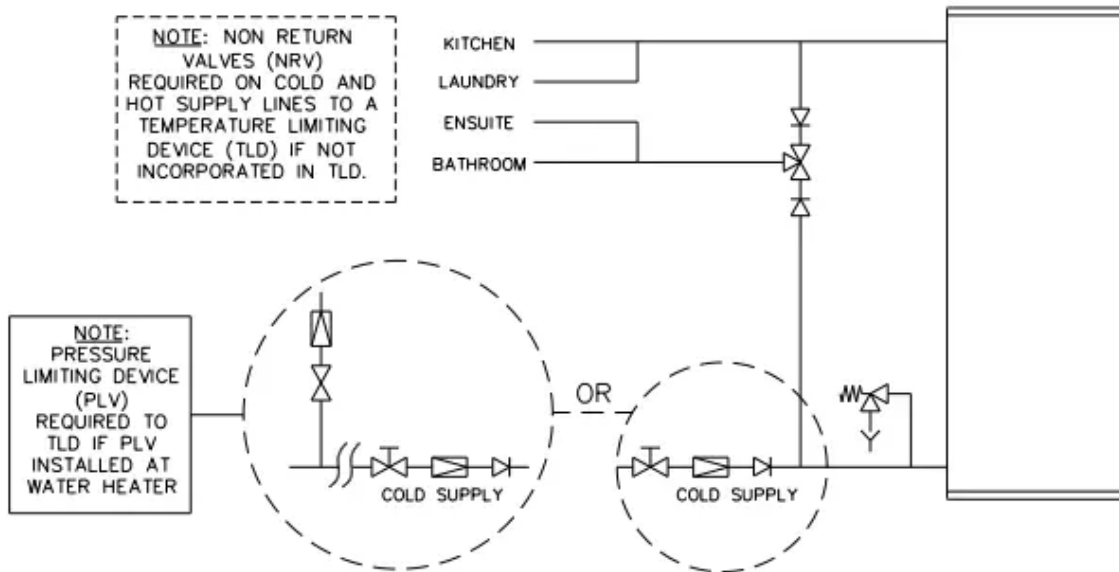 NOTE: NON RETURN
VALVES (NRV)
REQUIRED ON COLD AND
HOT SUPPLY LINES TO A
TEMPERATURE LIMITING
DEVICE (TLD) IF NOT
INCORPORATED IN TLD.
KITCHEN
LAUNDRY
ENSUITE
BATHROOM
NOTE:
PRESSURE
LIMITING DEVICE
(PLV)
REQUIRED TO
TLD IF PLV
INSTALLED AT
WATER HEATER
OR
COLD SUPPLY
COLD SUPPLY